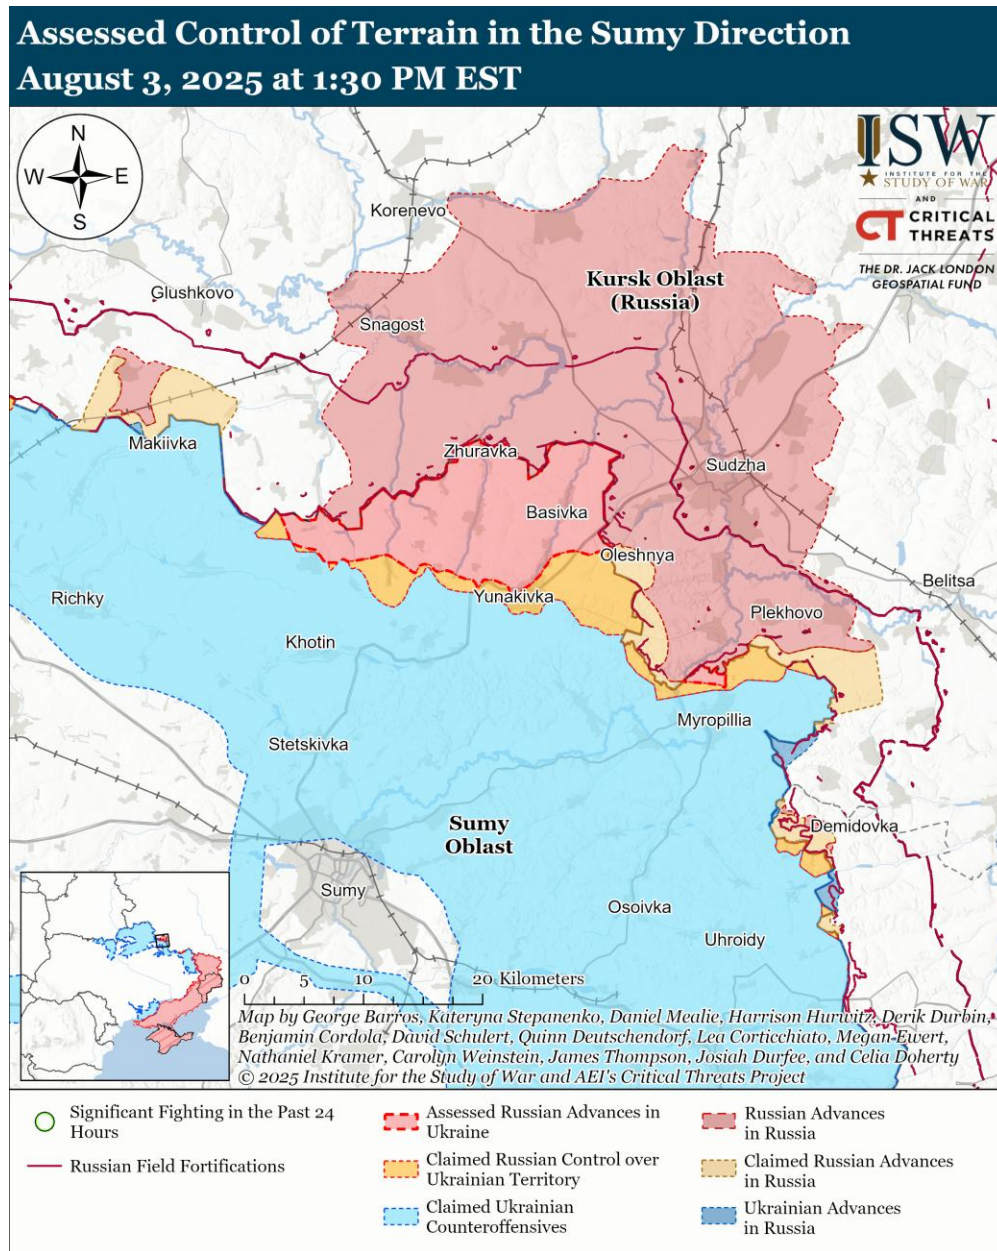 Assessed Control of Terrain in the Sumy Direction
August 3, 2025 at 1:30 PM EST
N
W
E
S
ISW
INSTITUTE FOR THE
STUDY OF WAR
AND
CT CRITICAL
THREATS
THE DR. JACK LONDON
GEOSPATIAL FUND
Korenevo
Kursk Oblast
(Russia)
Glushkovo
Snagost
Makiivka
Zhuravka
Sudzha
Basivka
Oleshnya
Belitsa
Richky
Yunakivka
Plekhovo
Khotin
Myropillia
Stetskivka
Sumy
Oblast
Demidovka
Sumy
Osoivka
Uhroidy
0 5 10 20 Kilometers
Map by George Barros, Kateryna Stepanenko, Daniel Mealie, Harrison Hurwitz, Derik Durbin,
Benjamin Cordola, David Schulert, Quinn Deutschendorf, Lea Corticchiato, Megan Ewert,
Nathaniel Kramer, Carolyn Weinstein, James Thompson, Josiah Durfee, and Celia Doherty
© 2025 Institute for the Study of War and AEI's Critical Threats Project
Significant Fighting in the Past 24
Hours
Russian Field Fortifications
Assessed Russian Advances in
Ukraine
Claimed Russian Control over
Ukrainian Territory
Claimed Ukrainian
Counteroffensives
Russian Advances
in Russia
Claimed Russian Advances
in Russia
Ukrainian Advances
in Russia